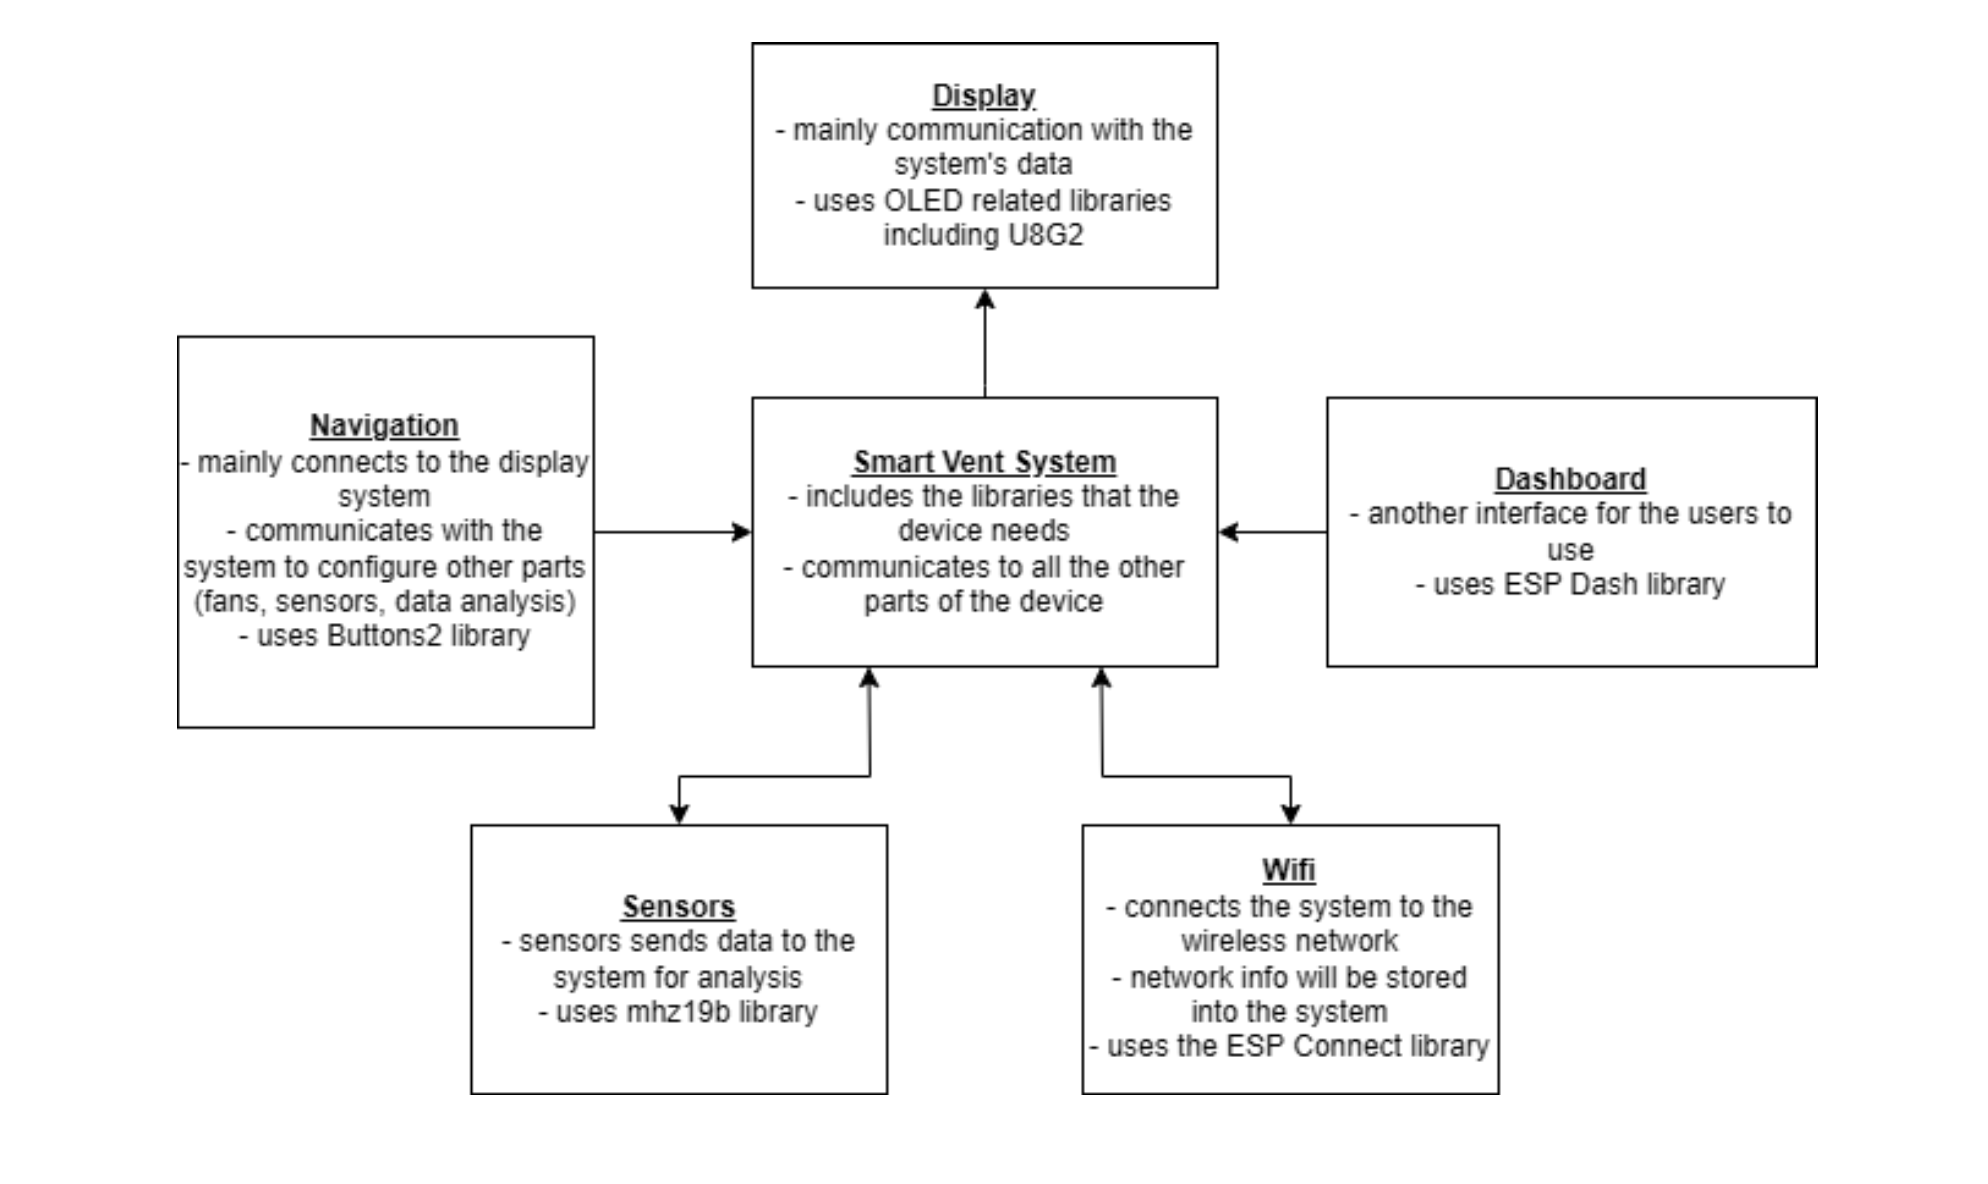 Display
- mainly communication with the
system's data
- uses OLED related libraries
including U8G2
Navigation
- mainly connects to the display
system
- communicates with the
system to configure other parts
(fans, sensors, data analysis)
- uses Buttons2 library
Smart Vent System
- includes the libraries that the
device needs
- communicates to all the other
parts of the device
Dashboard
- another interface for the users to
use
- uses ESP Dash library
Sensors
- sensors sends data to the
system for analysis
- uses mhz19b library
Wifi
- connects the system to the
wireless network
- network info will be stored
into the system
- uses the ESP Connect library